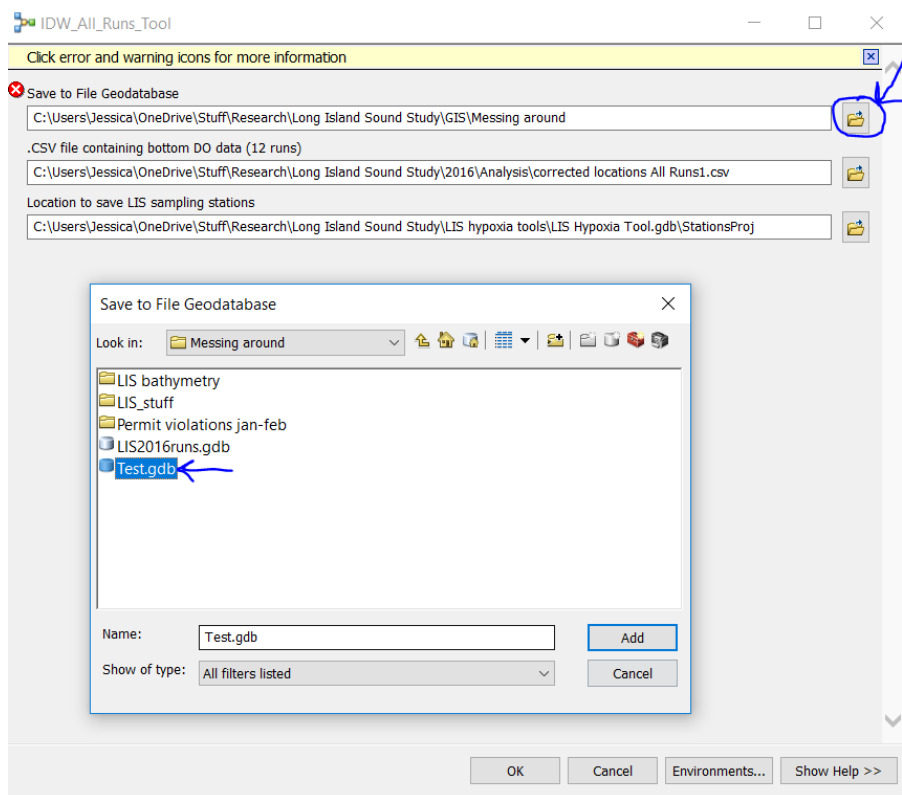 IDW_All_Runs_Tool
Click error and warning icons for more information
Save to File Geodatabase
C:\Users\Jessica\OneDrive\Stuff\Research\Long Island Sound Study\GIS\Messing around
.CSV file containing bottom DO data (12 runs)
C:\Users\Jessica\OneDrive\Stuff\Research\Long Island Sound Study\2016\Analysis\corrected locations All Runs1.csv
Location to save LIS sampling stations
C:\Users\Jessica\OneDrive\Stuff\Research\Long Island Sound Study\LIS hypoxia tools\LIS Hypoxia Tool.gdb\StationsProj
Save to File Geodatabase
Look in: Messing around
LIS bathymetry
LIS_stuff
Permit violations jan-feb
LIS2016runs.gdb
Test.gdb
Name: Test.gdb Add
Show of type: All filters listed Cancel
OK Cancel Environments... Show Help >>